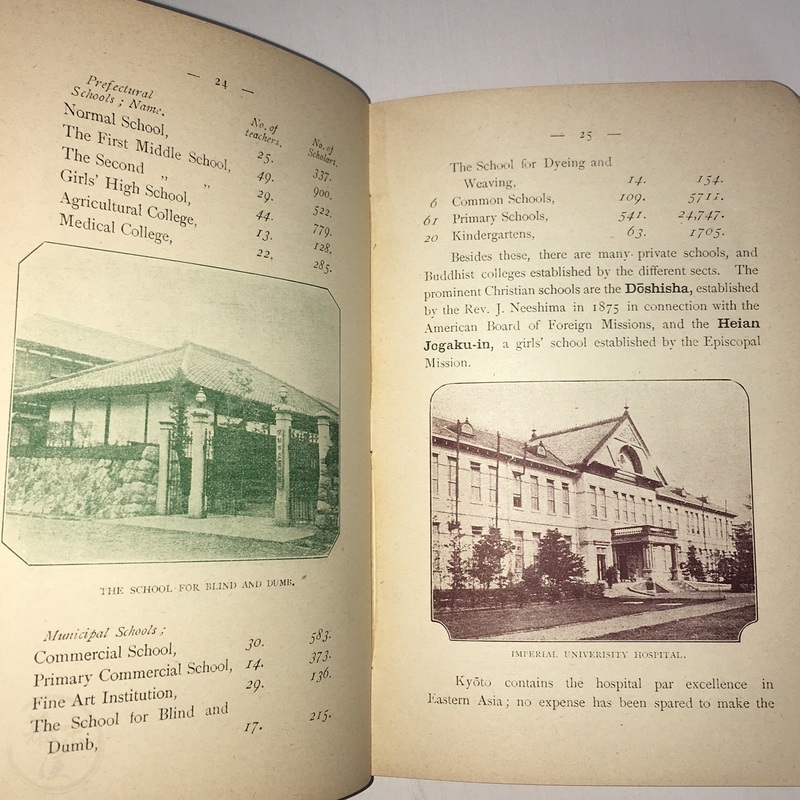 — 24 —
Prefectural
Schools; Name. No. of teachers. No. of Scholars.
Normal School, 25. 337.
The First Middle School, 49. 900.
The Second „ „ 29. 522.
Girls' High School, 44. 779.
Agricultural College, 13. 128.
Medical College, 22. 285.
THE SCHOOL FOR BLIND AND DUMB.
Municipal Schools;
Commercial School, 30. 583.
Primary Commercial School, 14. 373.
Fine Art Institution, 29. 136.
The School for Blind and
Dumb, 17. 215.
— 25 —
The School for Dyeing and
Weaving, 14. 154.
6 Common Schools, 109. 5711.
61 Primary Schools, 541. 24,747.
20 Kindergartens, 63. 1705.
Besides these, there are many private schools, and
Buddhist colleges established by the different sects. The
prominent Christian schools are the Dōshisha, established
by the Rev. J. Neeshima in 1875 in connection with the
American Board of Foreign Missions, and the Heian
Jogaku-in, a girls' school established by the Episcopal
Mission.
IMPERIAL UNIVERISITY HOSPITAL.
Kyōto contains the hospital par excellence in
Eastern Asia; no expense has been spared to make the